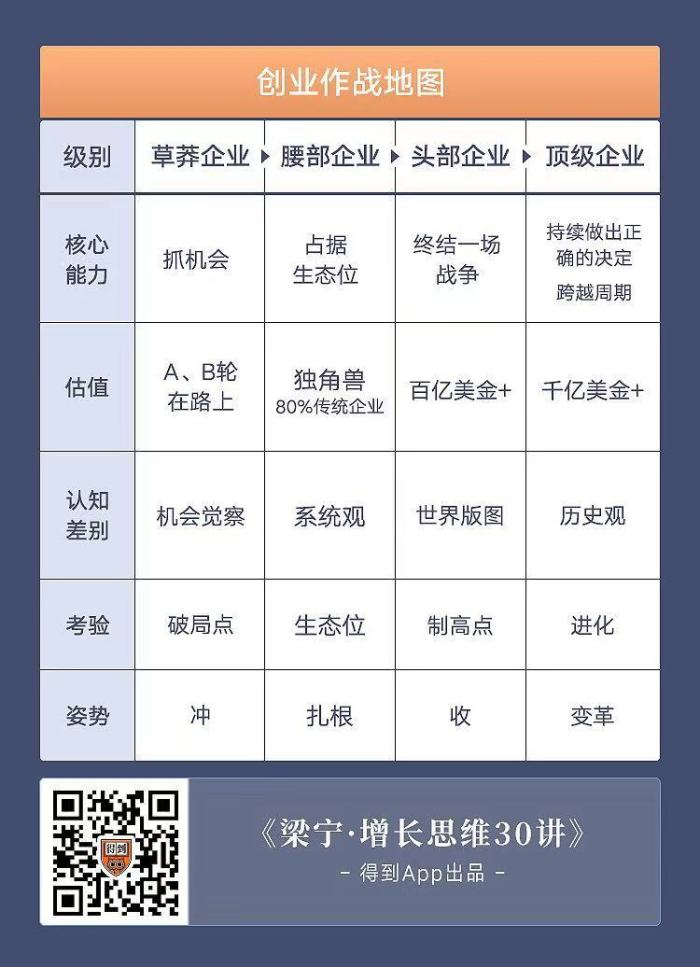 创业作战地图
级别 草莽企业 腰部企业 头部企业 顶级企业
核心能力 抓机会 占据生态位 终结一场战争 持续做出正确的决定 跨越周期
估值 A、B轮在路上 独角兽 80%传统企业 百亿美金+ 千亿美金+
认知差别 机会觉察 系统观 世界版图 历史观
考验 破局点 生态位 制高点 进化
姿势 冲 扎根 收 变革
得到
《梁宁·增长思维30讲》
- 得到App出品 -